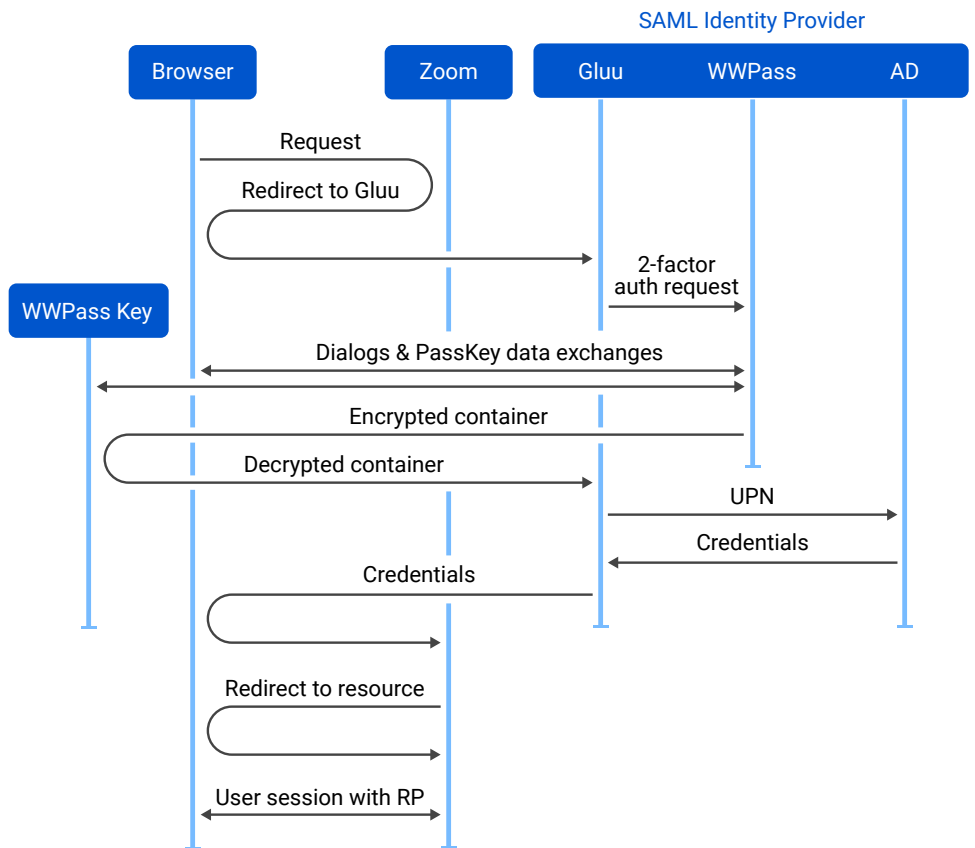 SAML Identity Provider
Browser
Zoom
Gluu
WWPass
AD
Request
Redirect to Gluu
2-factor
auth request
WWPass Key
Dialogs & PassKey data exchanges
Encrypted container
Decrypted container
UPN
Credentials
Credentials
Redirect to resource
User session with RP